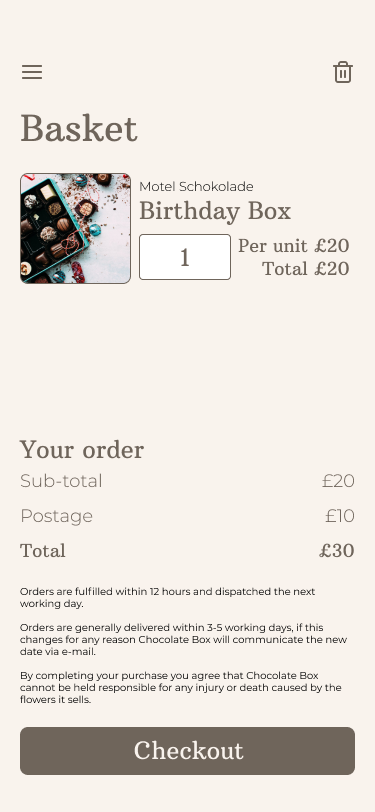 Basket
Motel Schokolade
Birthday Box
1
Per unit £20
Total £20
Your order
Sub-total £20
Postage £10
Total £30
Orders are fulfilled within 12 hours and dispatched the next
working day.
Orders are generally delivered within 3-5 working days, if this
changes for any reason Chocolate Box will communicate the new
date via e-mail.
By completing your purchase you agree that Chocolate Box
cannot be held responsible for any injury or death caused by the
flowers it sells.
Checkout